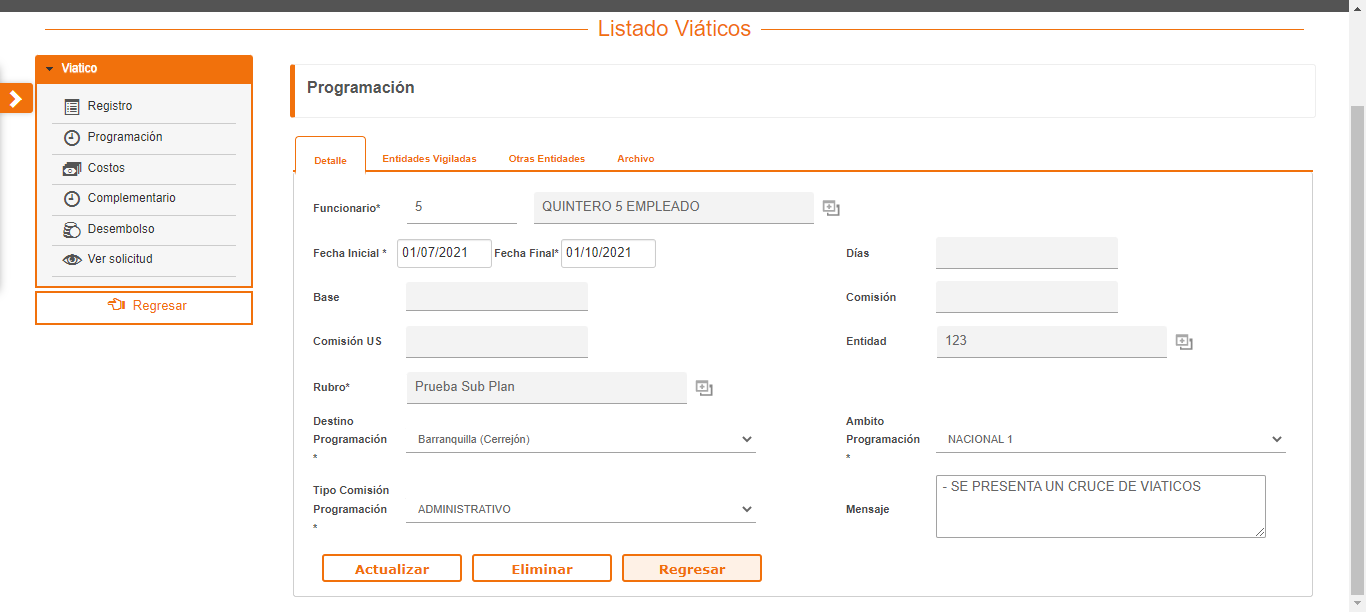 Listado Viáticos
Viatico
Registro
Programación
Costos
Complementario
Desembolso
Ver solicitud
Regresar
Programación
Detalle Entidades Vigiladas Otras Entidades Archivo
Funcionario* 5 QUINTERO 5 EMPLEADO
Fecha Inicial * 01/07/2021 Fecha Final* 01/10/2021 Días
Base Comisión
Comisión US Entidad 123
Rubro* Prueba Sub Plan
Destino
Programación
*
Barranquilla (Cerrejón)
Ambito
Programación
*
NACIONAL 1
Tipo Comisión
Programación
*
ADMINISTRATIVO
Mensaje
- SE PRESENTA UN CRUCE DE VIATICOS
Actualizar Eliminar Regresar